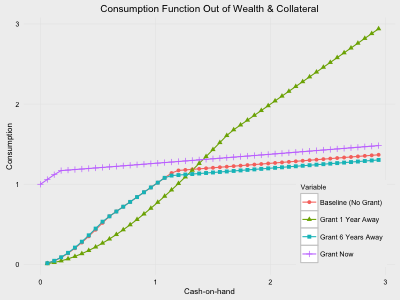 Consumption Function Out of Wealth & Collateral
3
2
1
0
Consumption
Variable
Baseline (No Grant)
Grant 1 Year Away
Grant 6 Years Away
Grant Now
0
1
2
3
Cash-on-hand